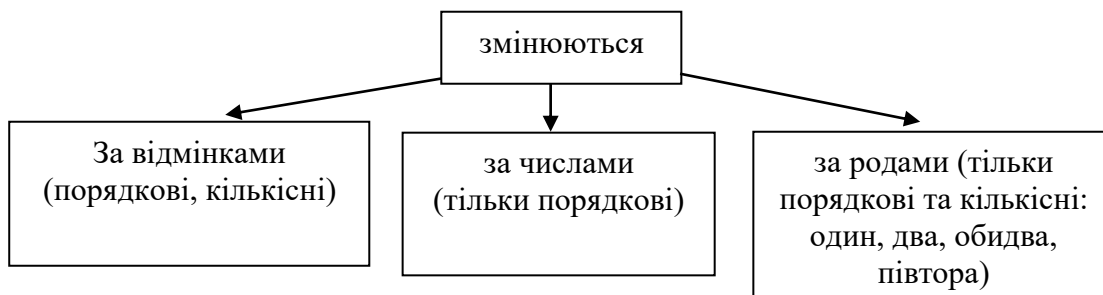 змінюються
За відмінками
(порядкові, кількісні)
за числами
(тільки порядкові)
за родами (тільки
порядкові та кількісні:
один, два, обидва,
півтора)